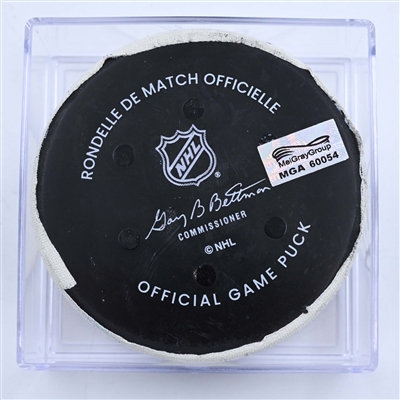 RONDELLE DE MATCH OFFICIELLE
NHL
®
MeiGrayGroup
MGA 60054
Gary B Bettman
COMMISSIONER
© NHL
OFFICIAL GAME PUCK